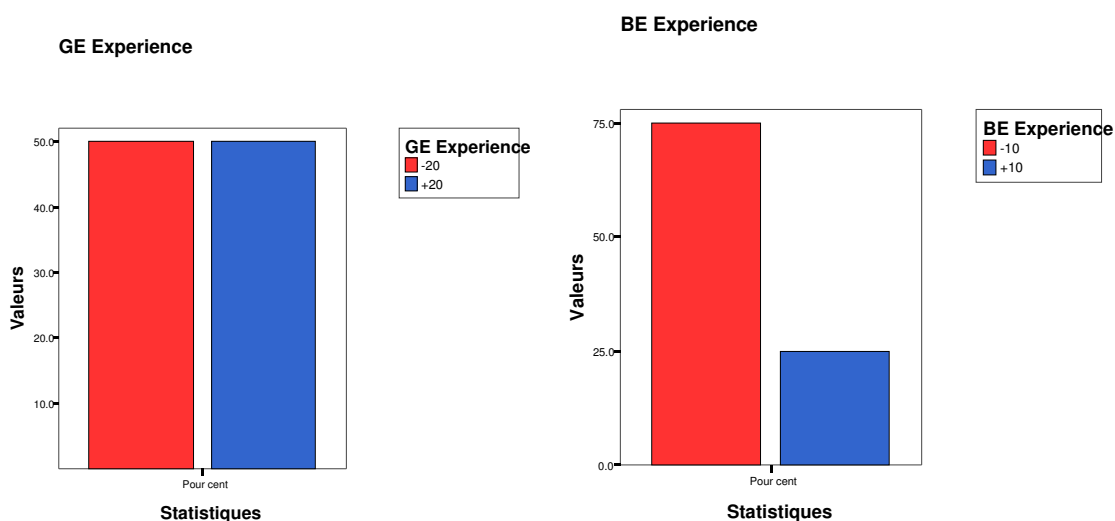 GE Experience
50.0
40.0
30.0
20.0
10.0
Valeurs
Pour cent
Statistiques
GE Experience
-20
+20
BE Experience
75.0
50.0
25.0
0.0
Valeurs
Pour cent
Statistiques
BE Experience
-10
+10